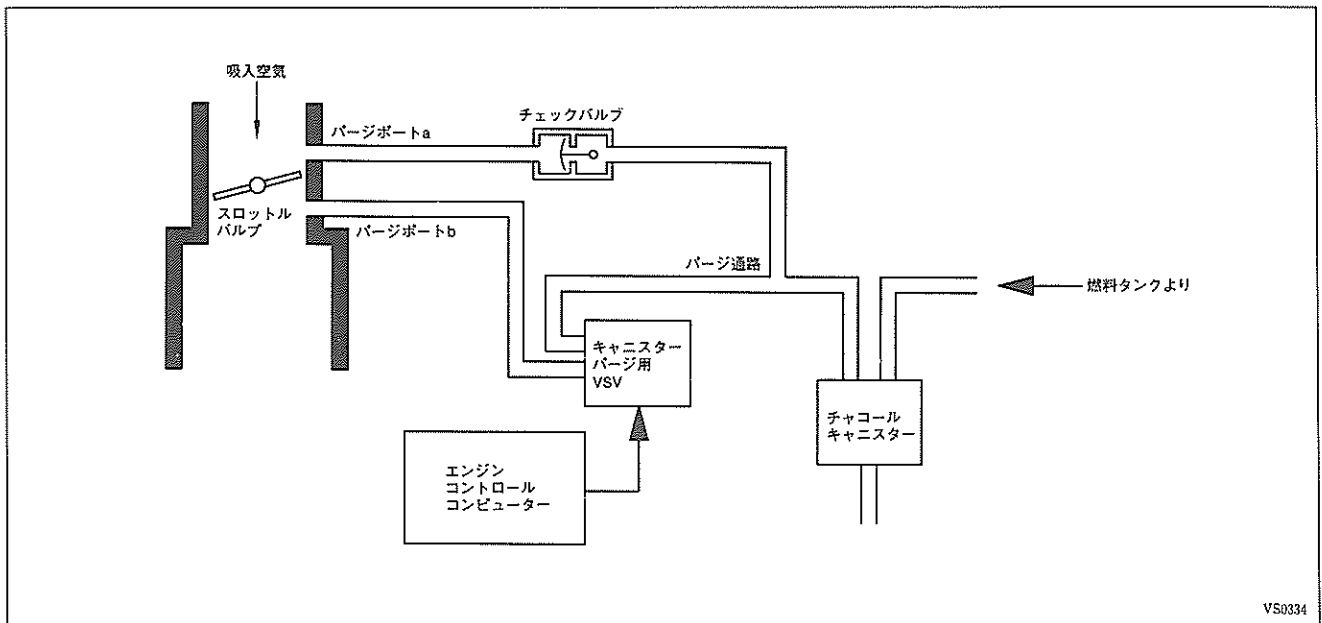 吸入空気
パージポートa
チェックバルブ
スロットル
バルブ
パージポートb
パージ通路
燃料タンクより
キャニスター
パージ用
VSV
チャコール
キャニスター
エンジン
コントロール
コンピューター
VS0334